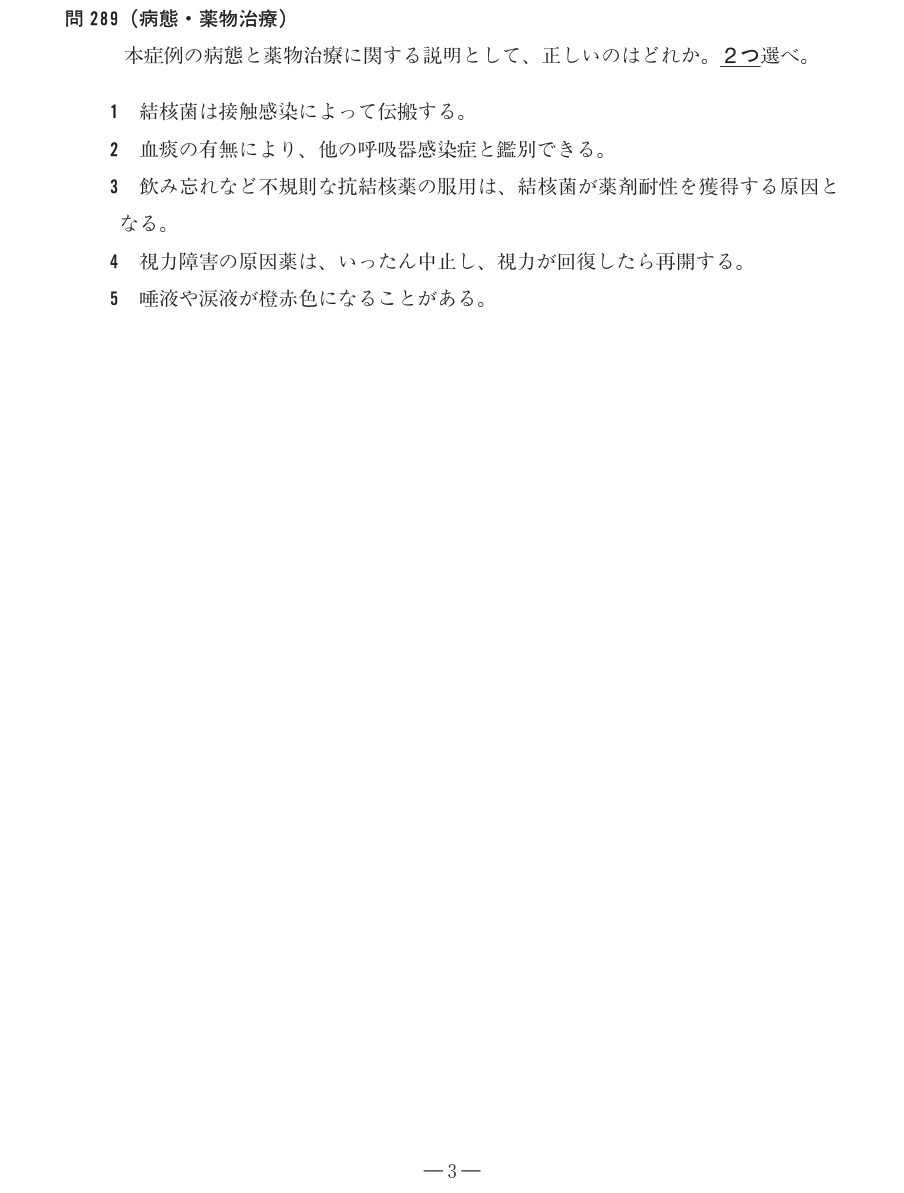 問 289(病態・薬物治療)
本症例の病態と薬物治療に関する説明として、正しいのはどれか。2つ選べ。
1 結核菌は接触感染によって伝搬する。
2 血痰の有無により、他の呼吸器感染症と鑑別できる。
3 飲み忘れなど不規則な抗結核薬の服用は、結核菌が薬剤耐性を獲得する原因と
なる。
4 視力障害の原因薬は、いったん中止し、視力が回復したら再開する。
5 唾液や涙液が橙赤色になることがある。
― 3 ―